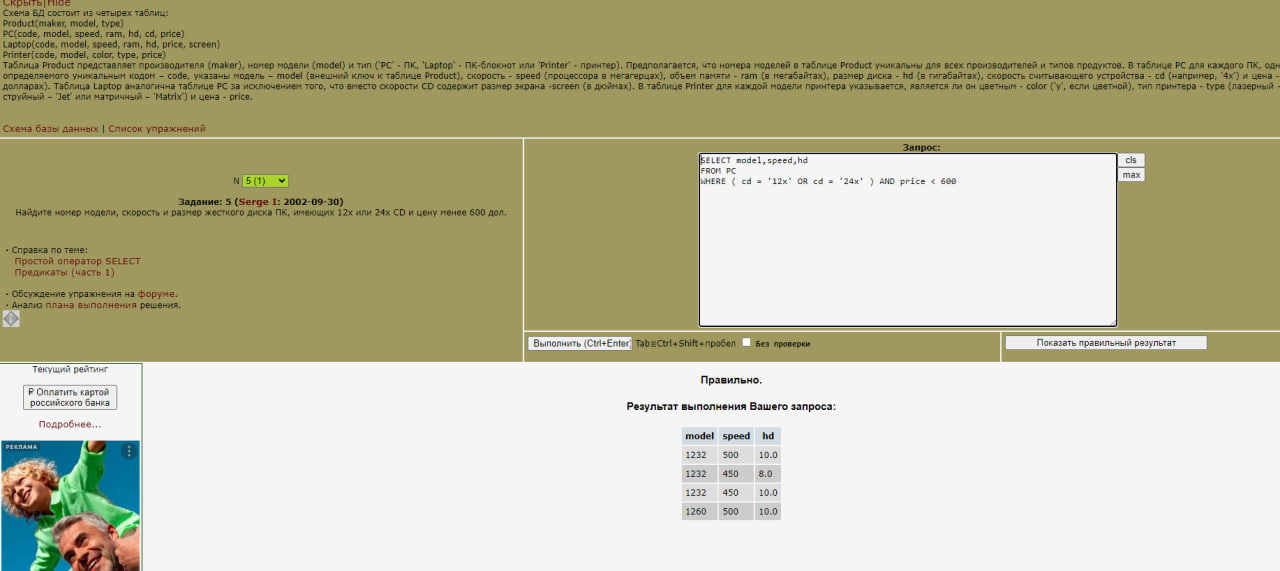 Скрыть|Hide
Схема БД состоит из четырех таблиц:
Product(maker, model, type)
PC(code, model, speed, ram, hd, cd, price)
Laptop(code, model, speed, ram, hd, price, screen)
Printer(code, model, color, type, price)
Таблица Product представляет производителя (maker), номер модели (model) и тип ('PC' - ПК, 'Laptop' - ПК-блокнот или 'Printer' - принтер). Предполагается, что номера моделей в таблице Product уникальны для всех производителей и типов продуктов. В таблице PC для каждого ПК,
определяемого уникальным кодом – code, указаны модель – model (внешний ключ к таблице Product), скорость - speed (процессора в мегагерцах), объем памяти - ram (в мегабайтах), размер диска - hd (в гигабайтах), скорость считывающего устройства - cd (например, '4x') и цена -
долларах). Таблица Laptop аналогична таблице РС за исключением того, что вместо скорости CD содержит размер экрана -screen (в дюймах). В таблице Printer для каждой модели принтера указывается, является ли он цветным - color ('y', если цветной), тип принтера - type (лазерный -
струйный – 'Jet' или матричный – 'Matrix') и цена - price.
Схема базы данных | Список упражнений
Запрос:
SELECT model,speed,hd
FROM PC
WHERE ( cd = '12x' OR cd = '24x' ) AND price < 600
cls
max
N 5 (1)
Задание: 5 (Serge I: 2002-09-30)
Найдите номер модели, скорость и размер жесткого диска ПК, имеющих 12x или 24x CD и цену менее 600 дол.
· Справка по теме:
Простой оператор SELECT
Предикаты (часть 1)
· Обсуждение упражнения на форуме.
· Анализ плана выполнения решения.
Выполнить (Ctrl+Enter) Tab≡Ctrl+Shift+пробел Без проверки
Показать правильный результат
Текущий рейтинг
₽ Оплатить картой
российского банка
Подробнее...
РЕКЛАМА
Правильно.
Результат выполнения Вашего запроса:
model speed hd
1232 500 10.0
1232 450 8.0
1232 450 10.0
1260 500 10.0